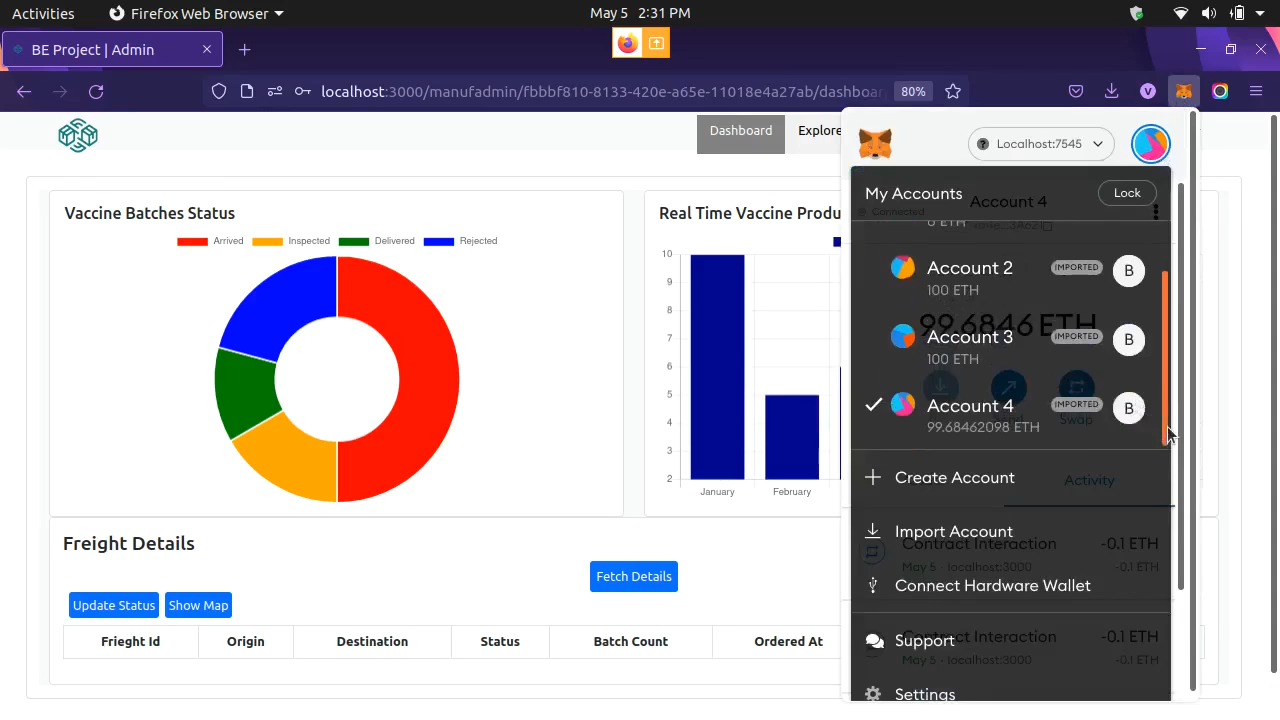 Activities Firefox Web Browser May 5 2:31 PM
BE Project | Admin
localhost:3000/manufadmin/fbbbf810-8133-420e-a65e-11018e4a27ab/dashboar 80%
Dashboard Explore
Localhost:7545
My Accounts Lock
Account 4
Connected
Vaccine Batches Status
Arrived Inspected Delivered Rejected
Real Time Vaccine Produ
10
9
8
7
6
5
4
3
2
January February
0 ETH
Account 2 IMPORTED B
100 ETH
99.6846 ETH
Account 3 IMPORTED B
100 ETH
Account 4 IMPORTED B
99.68462098 ETH
Swap
Create Account
Activity
Import Account
Contract Interaction -0.1 ETH
May 5 · localhost:3000 -0.1 ETH
Connect Hardware Wallet
Support
Contract Interaction -0.1 ETH
May 5 · localhost:3000 -0.1 ETH
Settings
Freight Details
Fetch Details
Update Status Show Map
Frieght Id Origin Destination Status Batch Count Ordered At